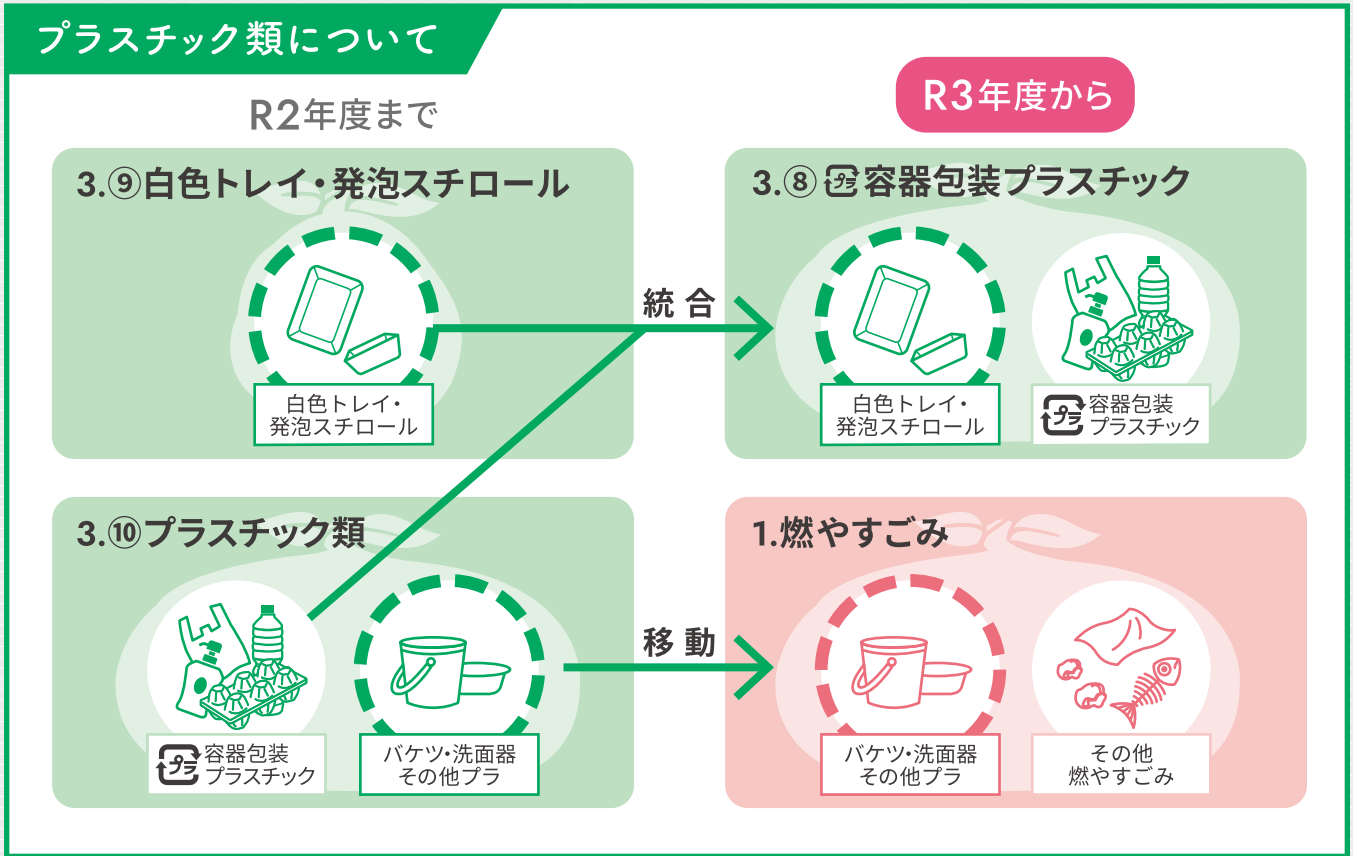 プラスチック類について
R2年度まで
R3年度から
3.⑨白色トレイ・発泡スチロール
白色トレイ・
発泡スチロール
統合
3.⑧プラ容器包装プラスチック
白色トレイ・
発泡スチロール
プラ容器包装
プラスチック
3.⑩プラスチック類
プラ容器包装
プラスチック
バケツ・洗面器
その他プラ
移動
1.燃やすごみ
バケツ・洗面器
その他プラ
その他
燃やすごみ